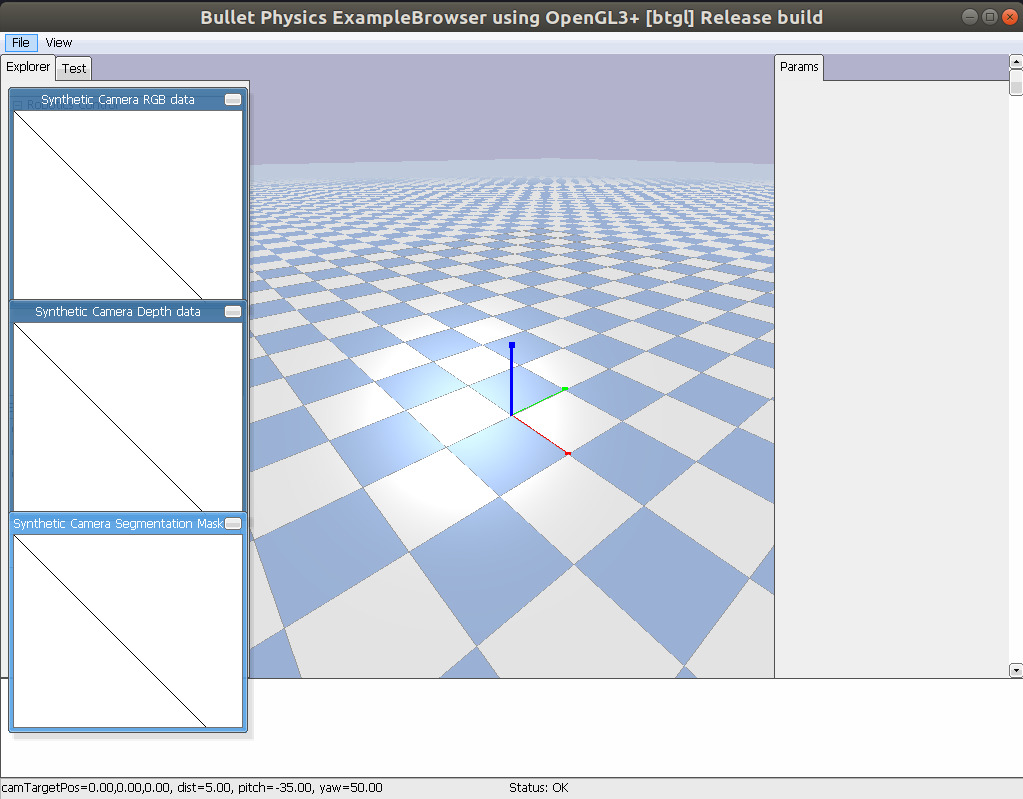 Bullet Physics ExampleBrowser using OpenGL3+ [btgl] Release build
File View
Explorer Test
Params
Synthetic Camera RGB data
Synthetic Camera Depth data
Synthetic Camera Segmentation Mask
camTargetPos=0.00,0.00,0.00, dist=5.00, pitch=-35.00, yaw=50.00 Status: OK